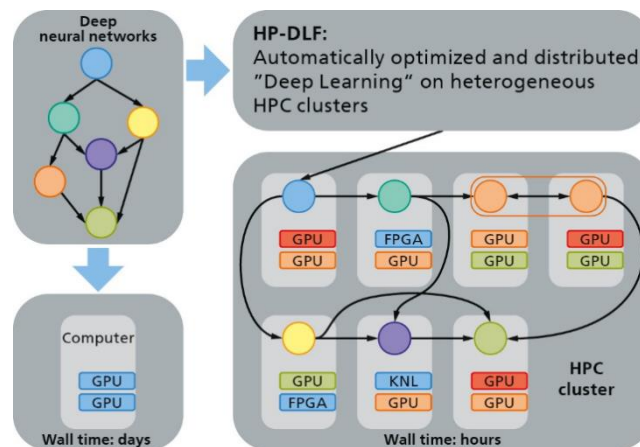 Deep
neural networks
HP-DLF:
Automatically optimized and distributed
”Deep Learning“ on heterogeneous
HPC clusters
GPU
GPU
FPGA
GPU
GPU
GPU
GPU
GPU
Computer
GPU
GPU
Wall time: days
GPU
FPGA
KNL
GPU
GPU
GPU
HPC
cluster
Wall time: hours